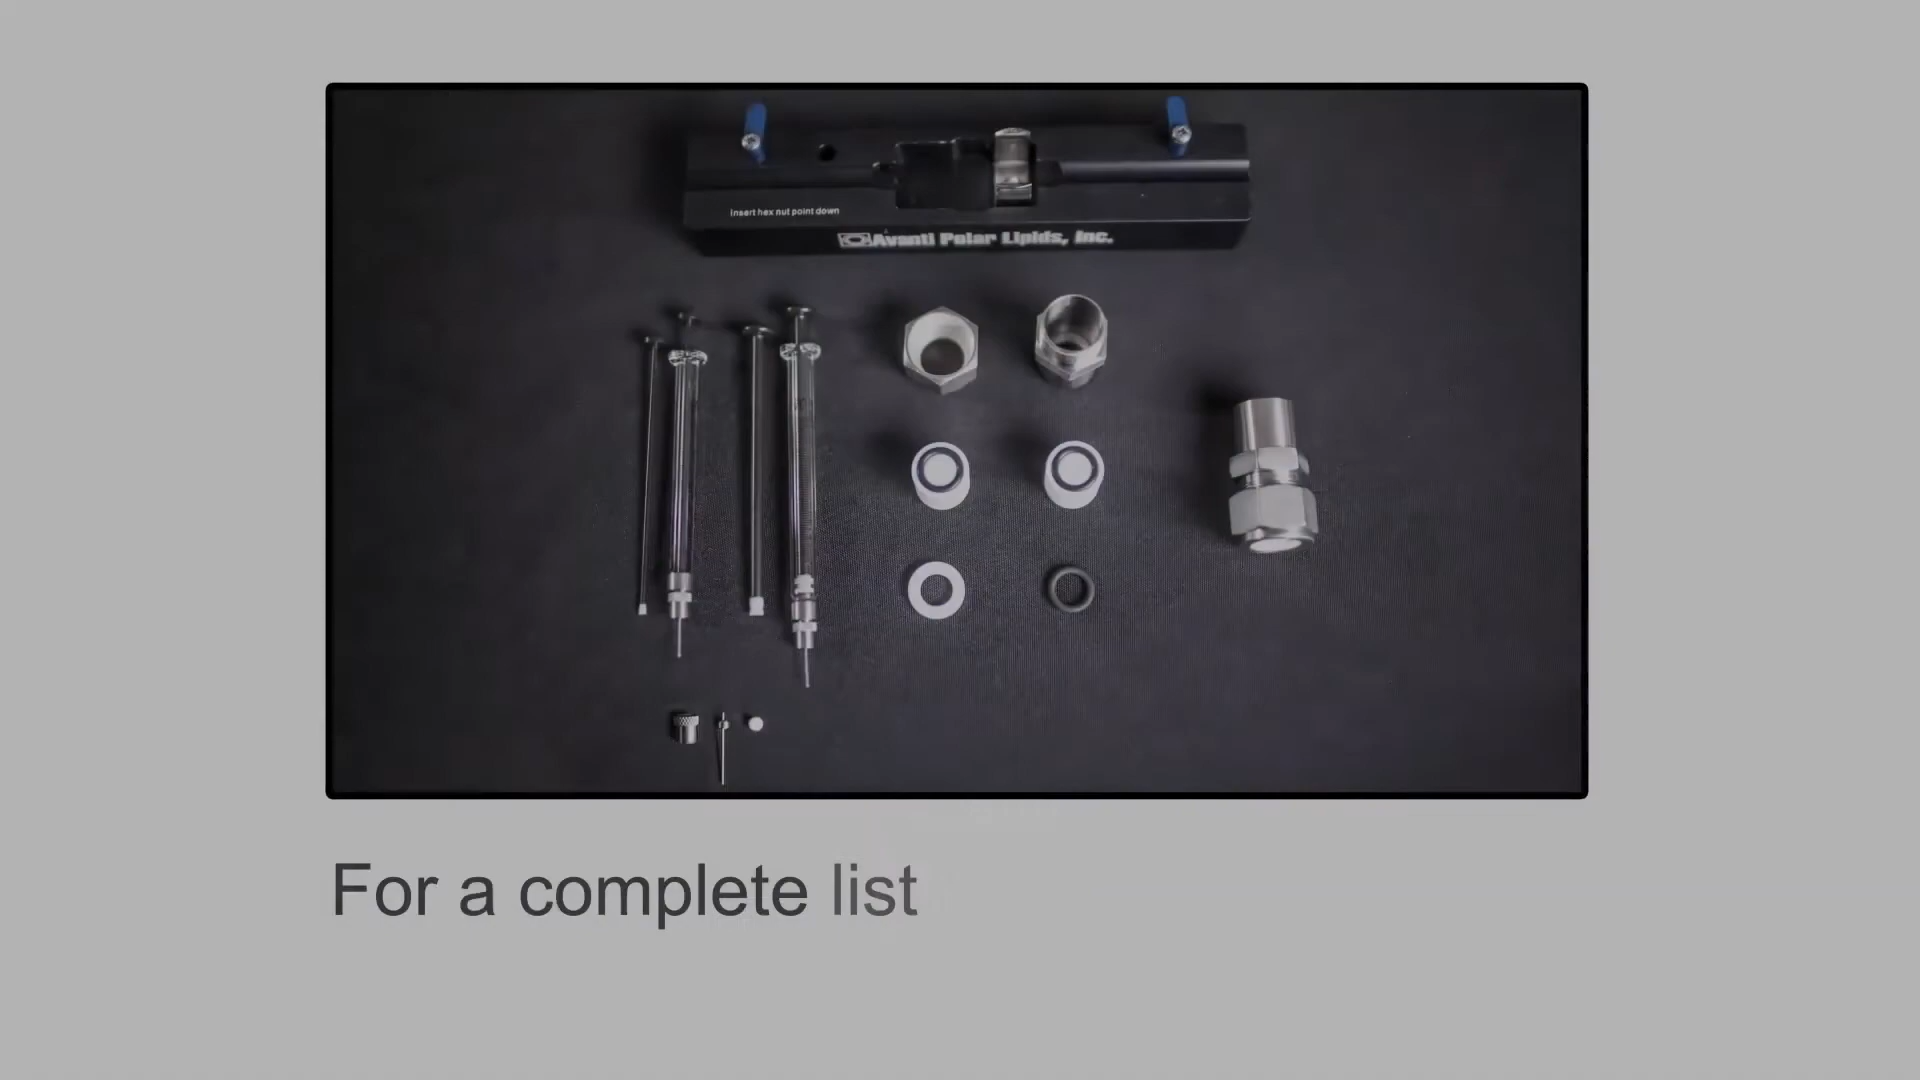 Insert hex nut point down
Avanti Polar Lipids, Inc.
For a complete list